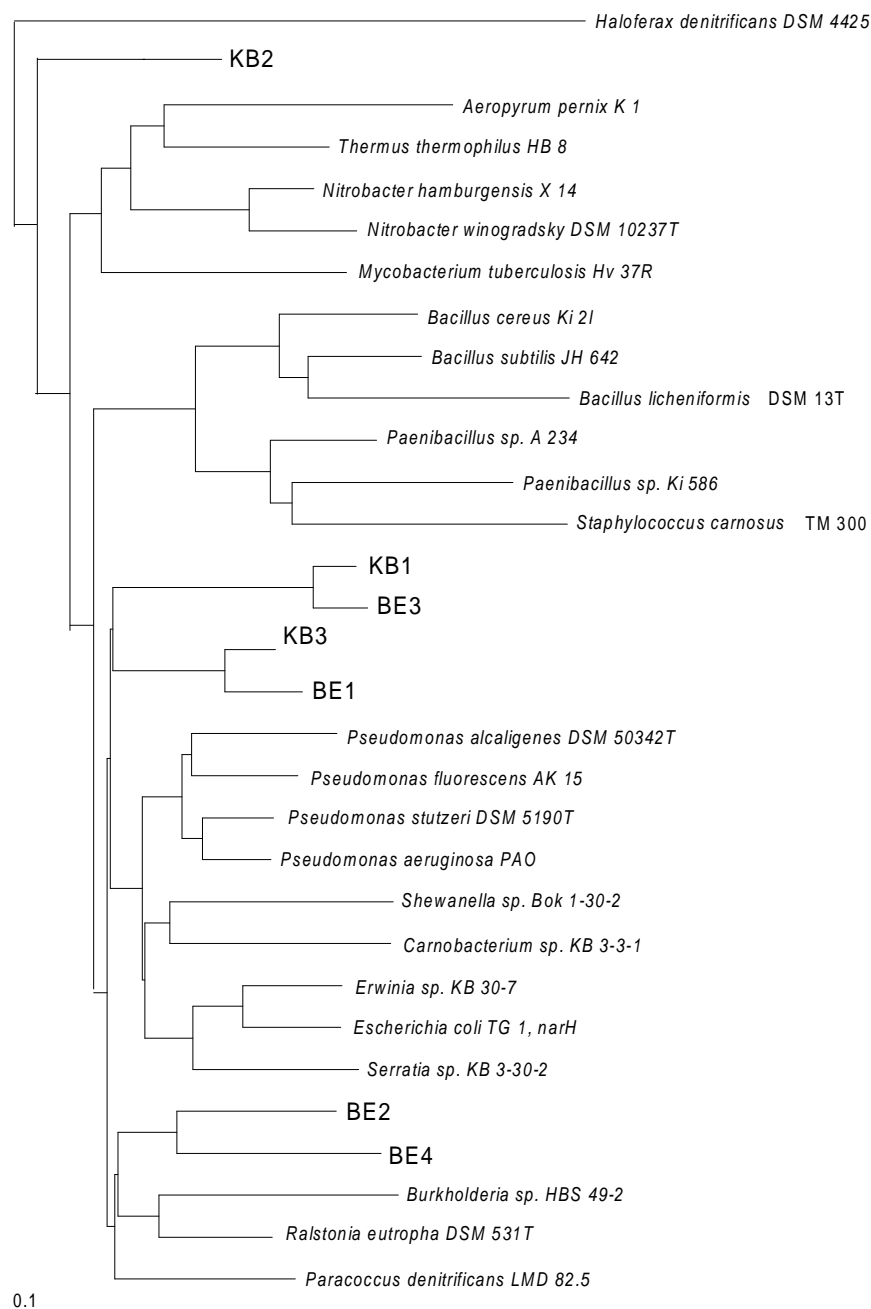 Haloferax denitrificans DSM 4425
KB2
Aeropyrum pernix K 1
Thermus thermophilus HB 8
Nitrobacter hamburgensis X 14
Nitrobacter winogradsky DSM 10237T
Mycobacterium tuberculosis Hv 37R
Bacillus cereus Ki 2I
Bacillus subtilis JH 642
Bacillus licheniformis DSM 13T
Paenibacillus sp. A 234
Paenibacillus sp. Ki 586
Staphylococcus carnosus TM 300
KB1
BE3
KB3
BE1
Pseudomonas alcaligenes DSM 50342T
Pseudomonas fluorescens AK 15
Pseudomonas stutzeri DSM 5190T
Pseudomonas aeruginosa PAO
Shewanella sp. Bok 1-30-2
Carnobacterium sp. KB 3-3-1
Erwinia sp. KB 30-7
Escherichia coli TG 1, narH
Serratia sp. KB 3-30-2
BE2
BE4
Burkholderia sp. HBS 49-2
Ralstonia eutropha DSM 531T
Paracoccus denitrificans LMD 82.5
0.1